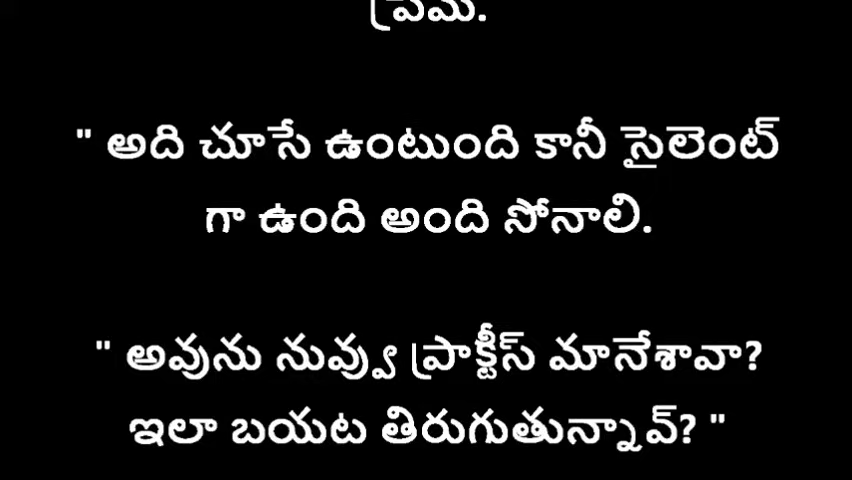 ప్రేమ.
" అది చూసే ఉంటుంది కానీ సైలెంట్
గా ఉంది అంది సోనాలి.
" అవును నువ్వు ప్రాక్టీస్ మానేశావా?
ఇలా బయట తిరుగుతున్నావ్? "